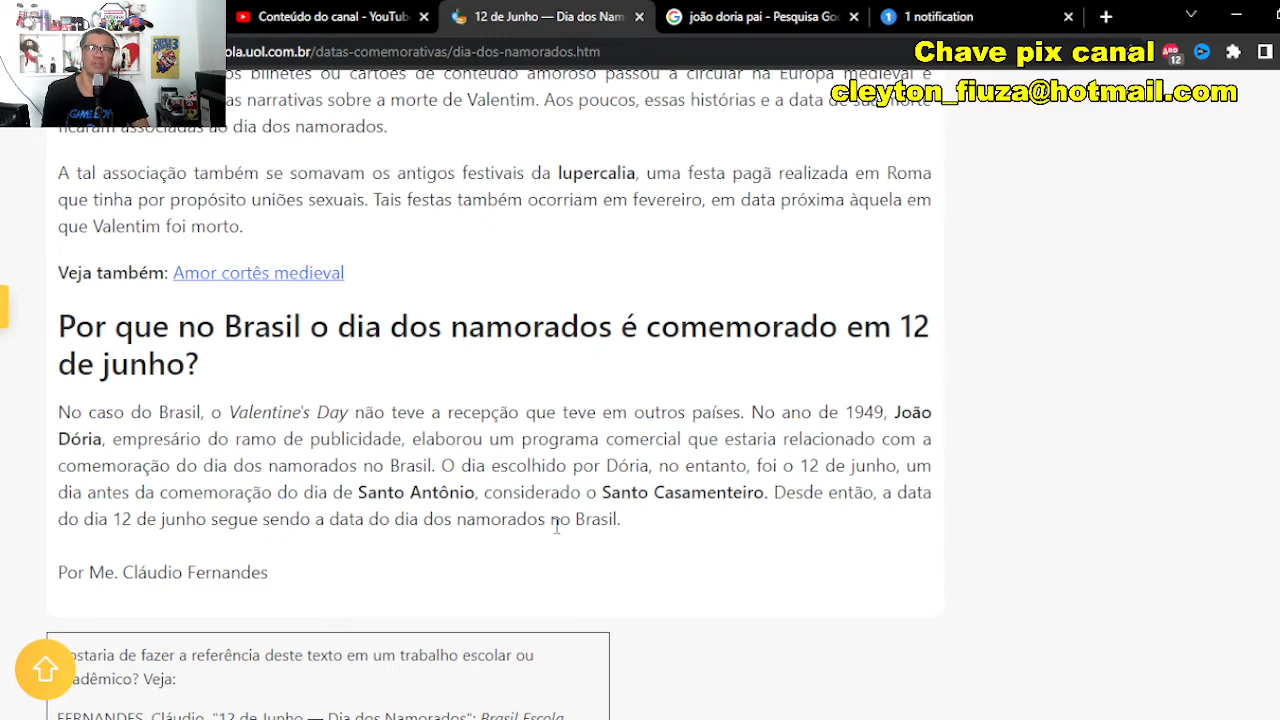 Conteúdo do canal - YouTub
12 de junho — Dia dos Nam
joão doria pai - Pesquisa Go
1 notification
ola.uol.com.br/datas-comemorativas/dia-dos-namorados.htm
Chave pix canal
cleyton_fiuza@hotmail.com
os bilhetes ou cartões de conteúdo amoroso passou a circular na Europa medieval e
as narrativas sobre a morte de Valentim. Aos poucos, essas histórias e a data de sua morte
ficaram associadas ao dia dos namorados.
A tal associação também se somavam os antigos festivais da lupercalia, uma festa pagã realizada em Roma
que tinha por propósito uniões sexuais. Tais festas também ocorriam em fevereiro, em data próxima àquela em
que Valentim foi morto.
Veja também: Amor cortês medieval
Por que no Brasil o dia dos namorados é comemorado em 12
de junho?
No caso do Brasil, o Valentine's Day não teve a recepção que teve em outros países. No ano de 1949, João
Dória, empresário do ramo de publicidade, elaborou um programa comercial que estaria relacionado com a
comemoração do dia dos namorados no Brasil. O dia escolhido por Dória, no entanto, foi o 12 de junho, um
dia antes da comemoração do dia de Santo Antônio, considerado o Santo Casamenteiro. Desde então, a data
do dia 12 de junho segue sendo a data do dia dos namorados no Brasil.
Por Me. Cláudio Fernandes
ostaria de fazer a referência deste texto em um trabalho escolar ou
adêmico? Veja:
FERNANDES, Cláudio. "12 de Junho — Dia dos Namorados"; Brasil Escola.